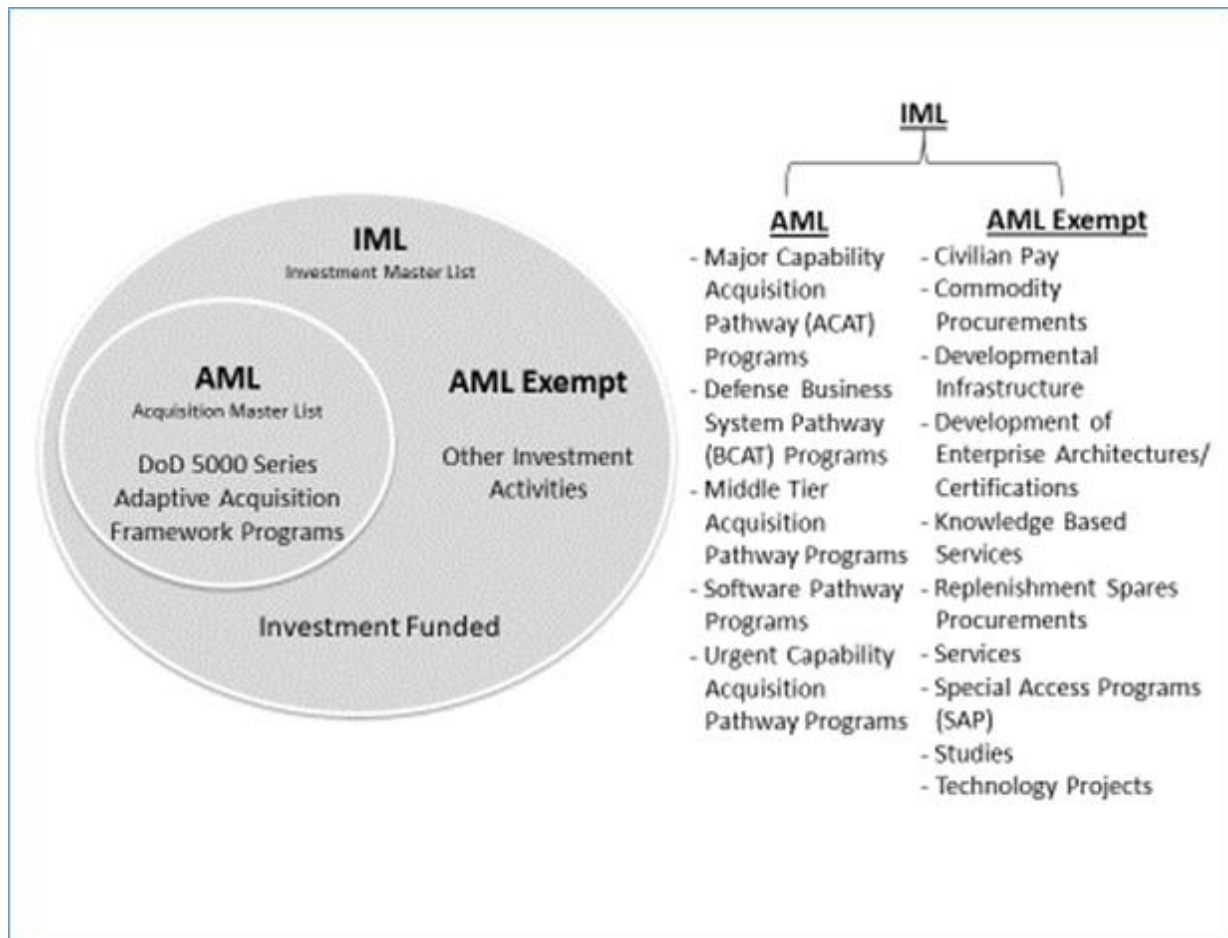 IML
Investment Master List
AML
Acquisition Master List
DoD 5000 Series
Adaptive Acquisition
Framework Programs
AML Exempt
Other Investment
Activities
Investment Funded
IML
AML
- Major Capability
Acquisition
Pathway (ACAT)
Programs
- Defense Business
System Pathway
(BCAT) Programs
- Middle Tier
Acquisition
Pathway Programs
- Software Pathway
Programs
- Urgent Capability
Acquisition
Pathway Programs
AML Exempt
- Civilian Pay
- Commodity
Procurements
- Developmental
Infrastructure
- Development of
Enterprise Architectures/
Certifications
- Knowledge Based
Services
- Replenishment Spares
Procurements
- Services
- Special Access Programs
(SAP)
- Studies
- Technology Projects